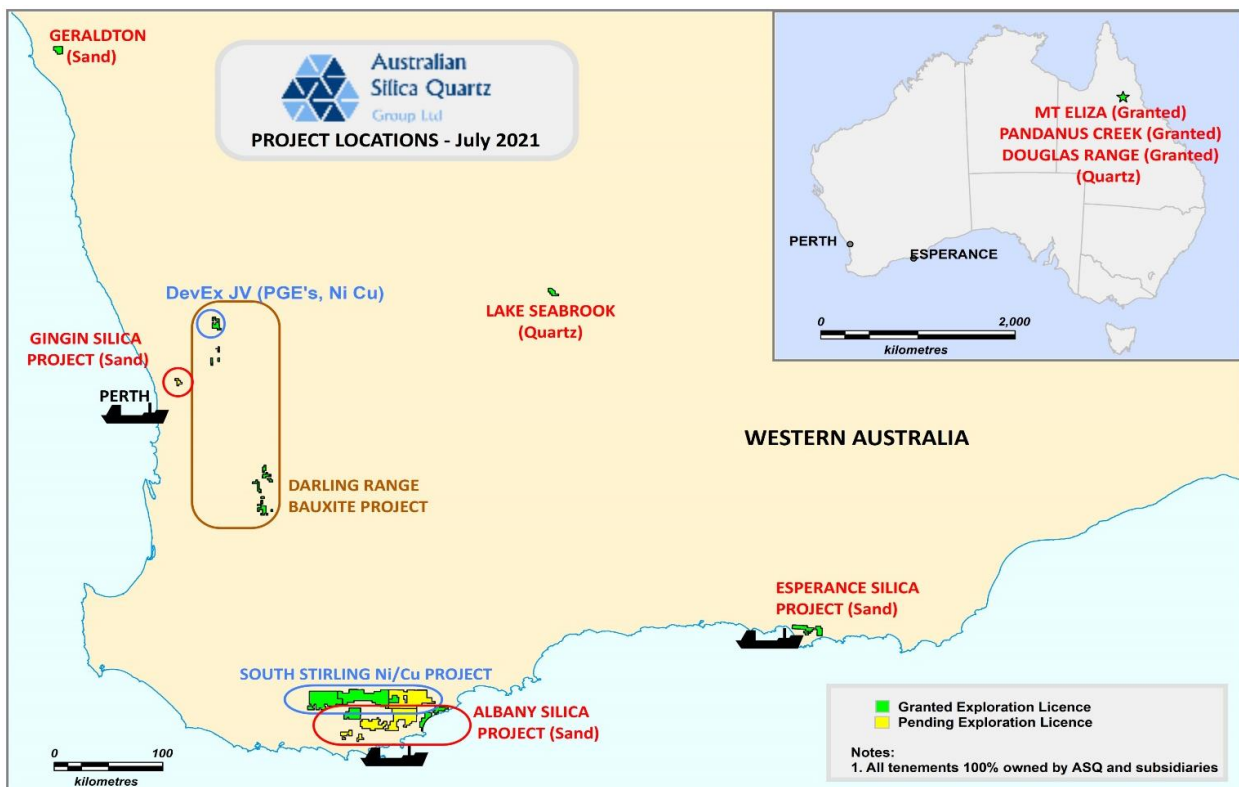 GERALDTON
(Sand)
Australian
Silica Quartz
Group Ltd
PROJECT LOCATIONS - July 2021
MT ELIZA (Granted)
PANDANUS CREEK (Granted)
DOUGLAS RANGE (Granted)
(Quartz)
PERTH
ESPERANCE
0 2,000
kilometres
DevEx JV (PGE's, Ni Cu)
LAKE SEABROOK
(Quartz)
GINGIN SILICA
PROJECT (Sand)
PERTH
WESTERN AUSTRALIA
DARLING RANGE
BAUXITE PROJECT
ESPERANCE SILICA
PROJECT (Sand)
SOUTH STIRLING Ni/Cu PROJECT
ALBANY SILICA
PROJECT (Sand)
0 100
kilometres
Granted Exploration Licence
Pending Exploration Licence
Notes:
1. All tenements 100% owned by ASQ and subsidiaries